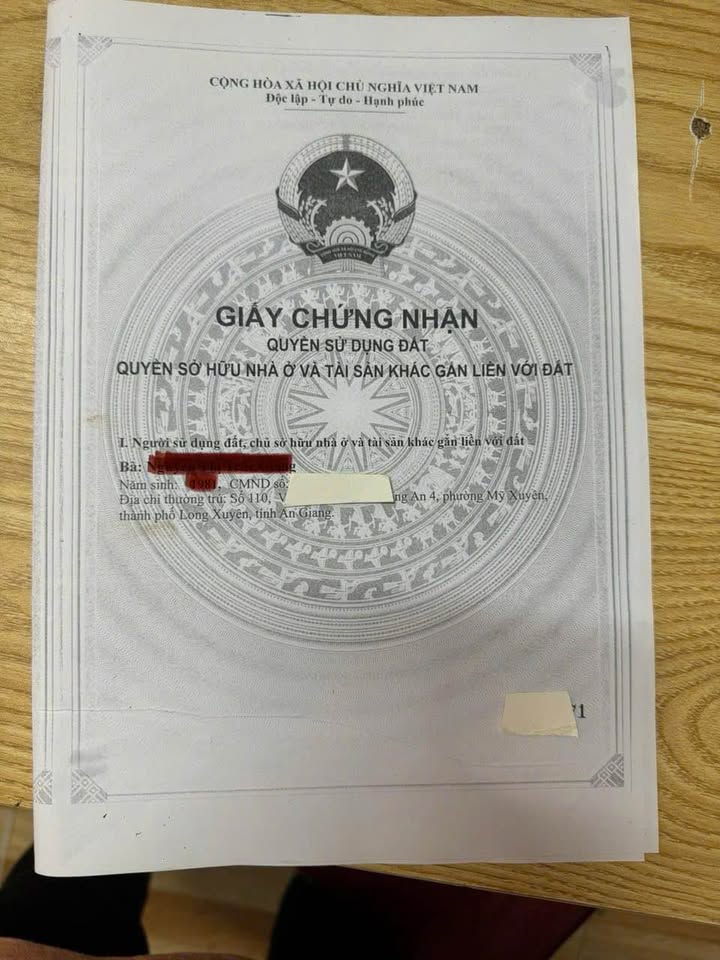 CỘNG HÒA XÃ HỘI CHỦ NGHĨA VIỆT NAM
Độc lập - Tự do - Hạnh phúc
VIỆT NAM
GIẤY CHỨNG NHẬN
QUYỀN SỬ DỤNG ĐẤT
QUYỀN SỞ HỮU NHÀ Ở VÀ TÀI SẢN KHÁC GẮN LIỀN VỚI ĐẤT
I. Người sử dụng đất, chủ sở hữu nhà ở và tài sản khác gắn liền với đất
Bà:
Năm sinh: CMND số:
Địa chỉ thường trú: Số 110, An 4, phường Mỹ Xuyên,
thành phố Long Xuyên, tỉnh An Giang.
71